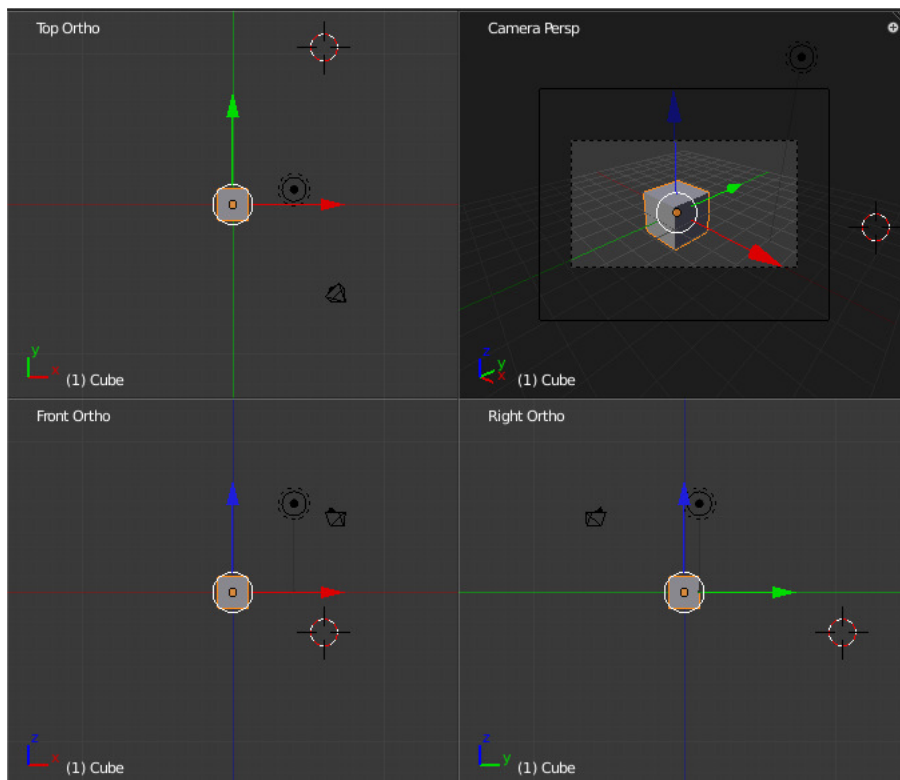 Top Ortho
y
x
(1) Cube
Camera Persp
z
y
x
(1) Cube
Front Ortho
z
x
(1) Cube
Right Ortho
z
y
(1) Cube